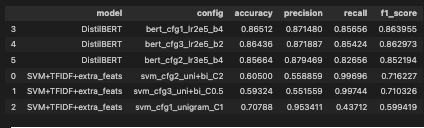 model config accuracy precision recall f1_score
3 DistilBERT bert_cfg1_lr2e5_b4 0.86512 0.871480 0.85656 0.863955
4 DistilBERT bert_cfg3_lr2e5_b2 0.86436 0.871887 0.85424 0.862973
5 DistilBERT bert_cfg2_lr3e5_b4 0.85664 0.879469 0.82656 0.852194
0 SVM+TFIDF+extra_feats svm_cfg2_uni+bi_C2 0.60500 0.558859 0.99696 0.716227
1 SVM+TFIDF+extra_feats svm_cfg3_uni+bi_C0.5 0.59324 0.551559 0.99744 0.710326
2 SVM+TFIDF+extra_feats svm_cfg1_unigram_C1 0.70788 0.953411 0.43712 0.599419